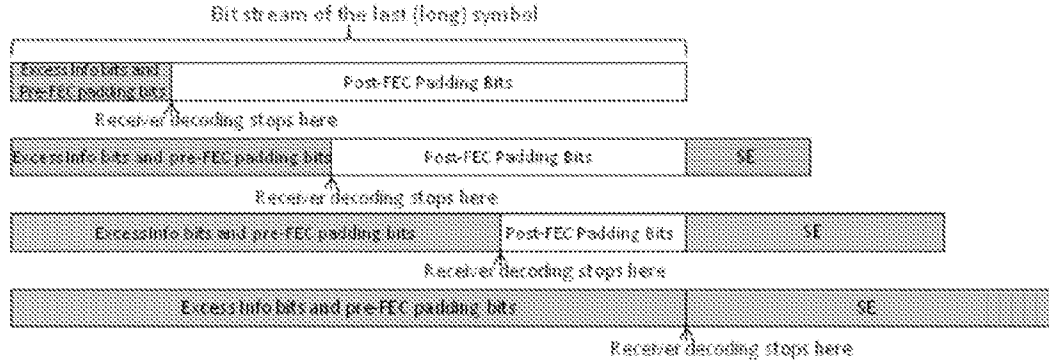 Bit stream of the last (long) symbol
Excess Info bits and
Pre-FEC padding bits
Post-FEC Padding Bits
Receiver decoding stops here
Excess Info bits and pre-FEC padding bits
Post-FEC Padding Bits
SE
Receiver decoding stops here
Excess Info bits and pre-FEC padding bits
Post-FEC Padding Bits
SE
Receiver decoding stops here
Excess Info bits and pre-FEC padding bits
SE
Receiver decoding stops here